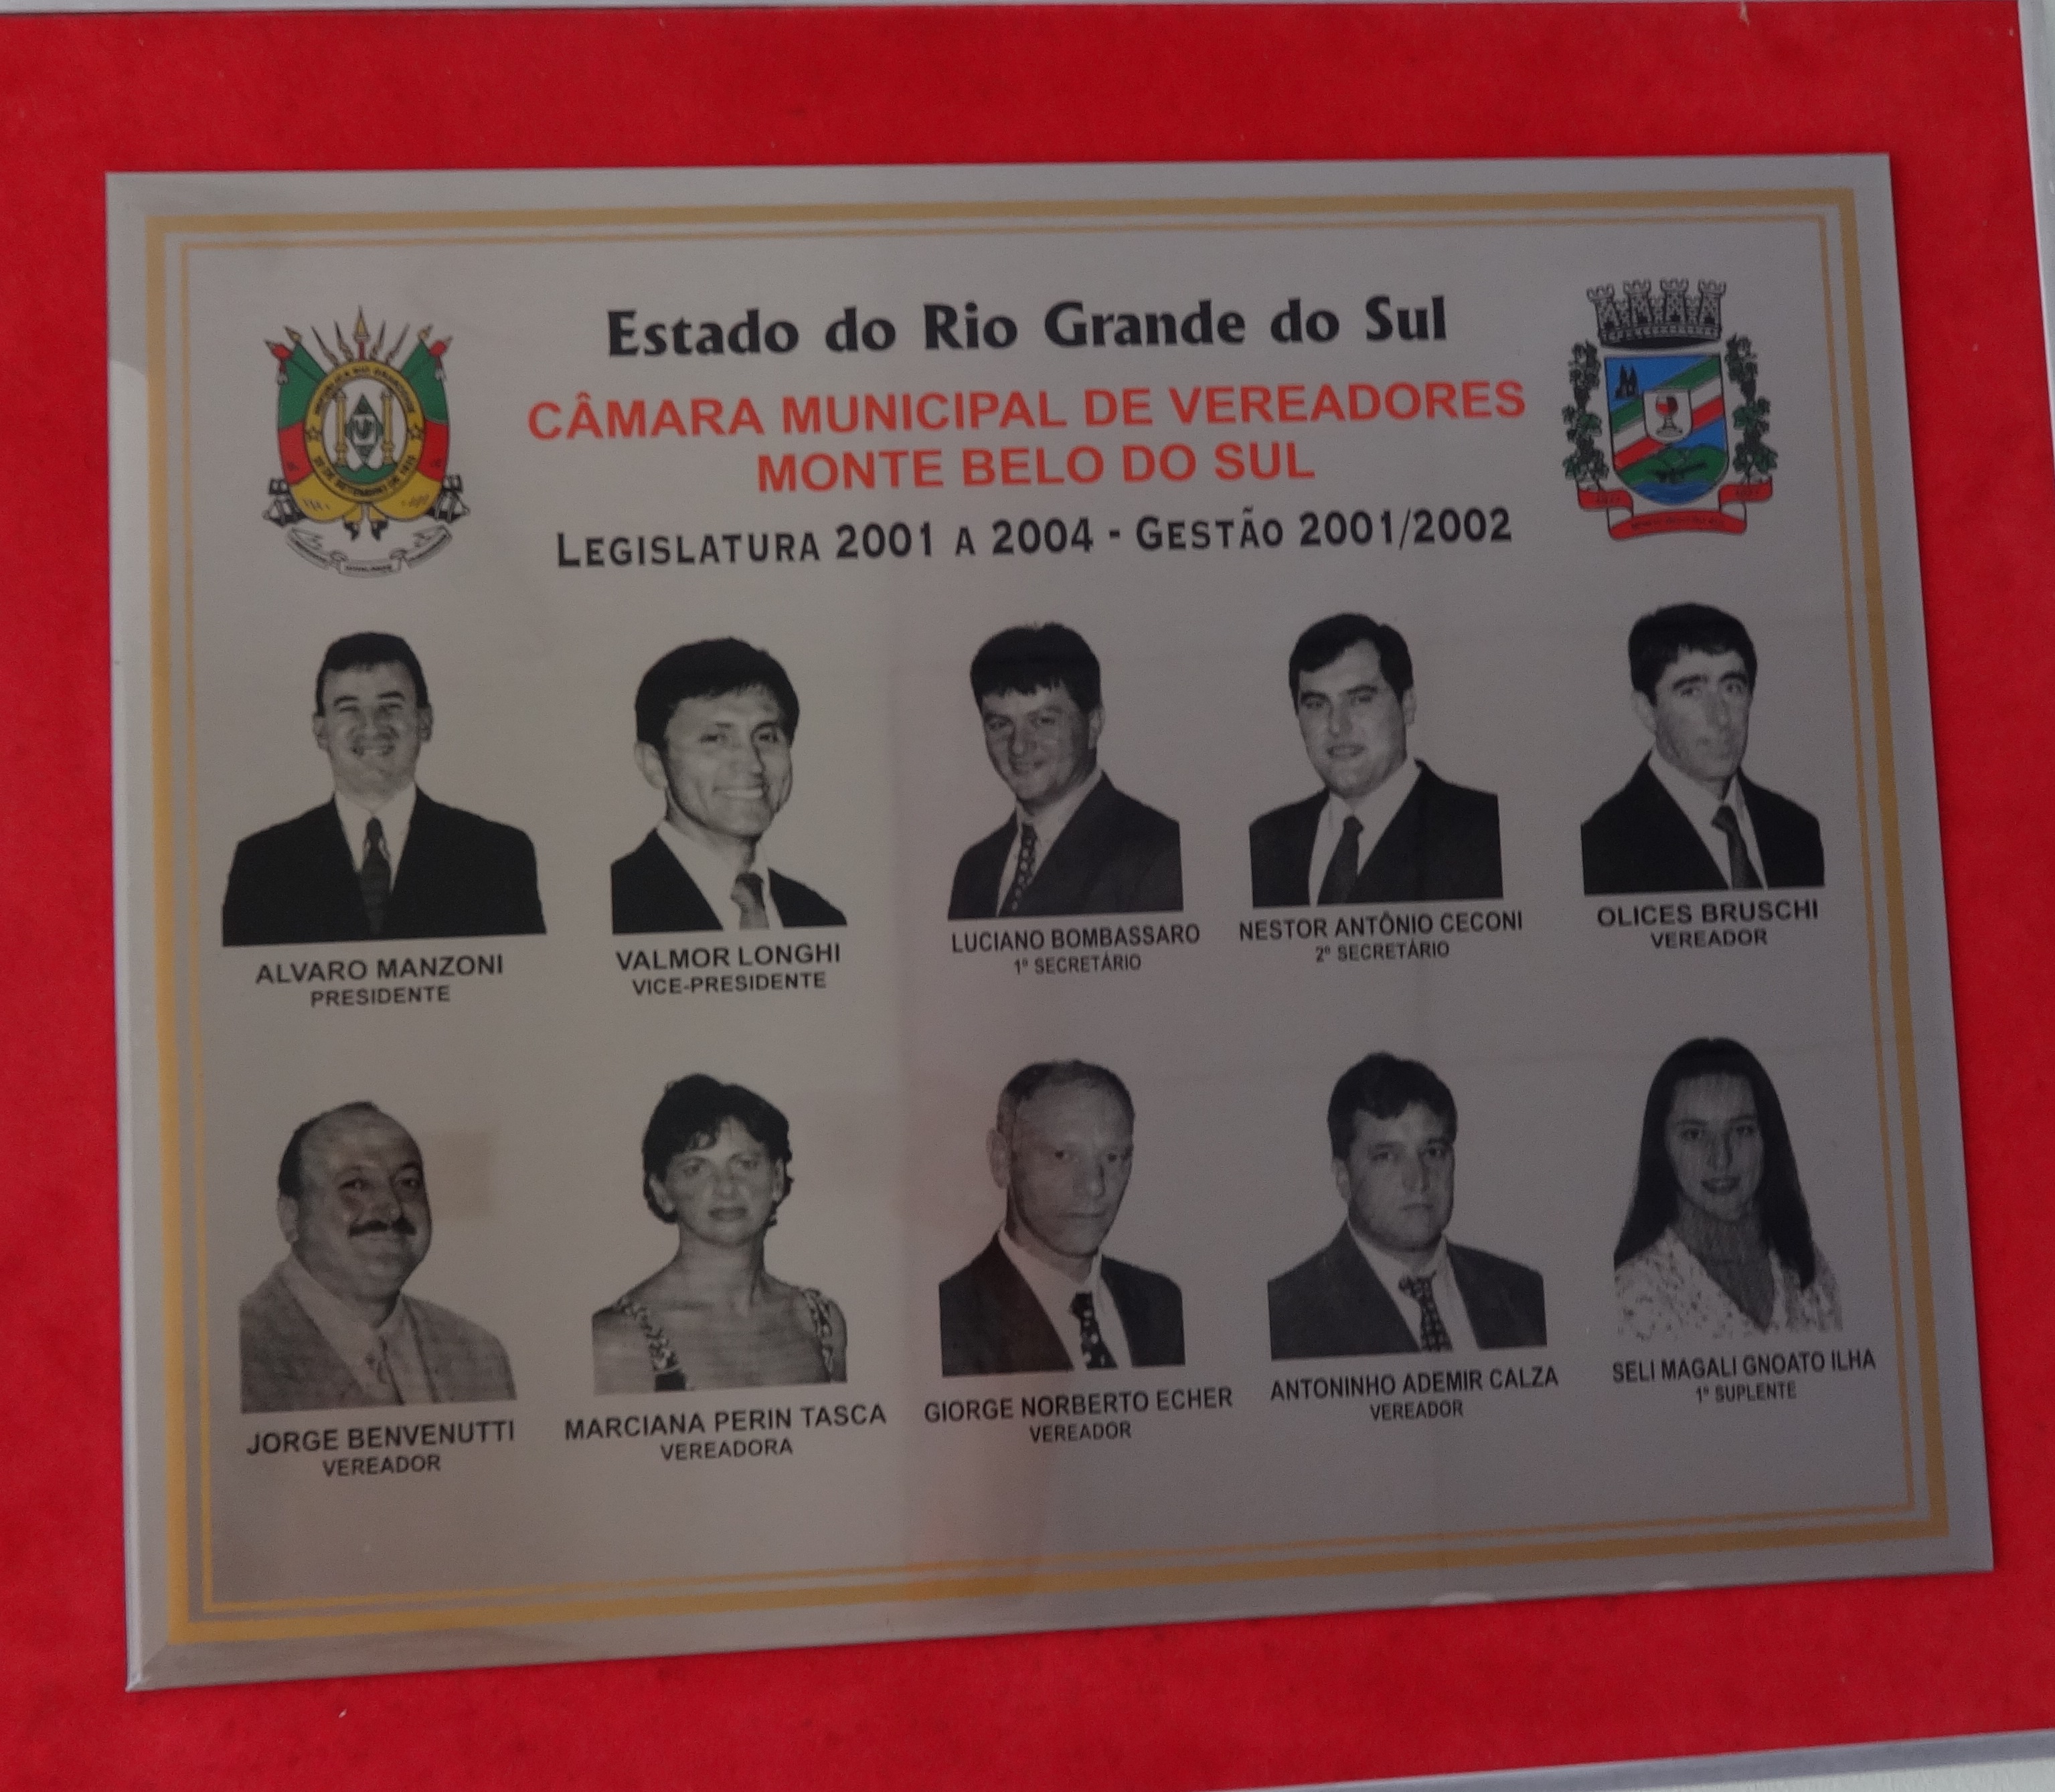 Estado do Rio Grande do Sul
CÂMARA MUNICIPAL DE VEREADORES
MONTE BELO DO SUL
LEGISLATURA 2001 A 2004 - GESTÃO 2001/2002
ALVARO MANZONI
PRESIDENTE
VALMOR LONGHI
VICE-PRESIDENTE
LUCIANO BOMBASSARO
1º SECRETÁRIO
NESTOR ANTÔNIO CECONI
2º SECRETÁRIO
OLICES BRUSCHI
VEREADOR
JORGE BENVENUTTI
VEREADOR
MARCIANA PERIN TASCA
VEREADORA
GIORGE NORBERTO ECHER
VEREADOR
ANTONINHO ADEMIR CALZA
VEREADOR
SELI MAGALI GNOATO ILHA
1º SUPLENTE